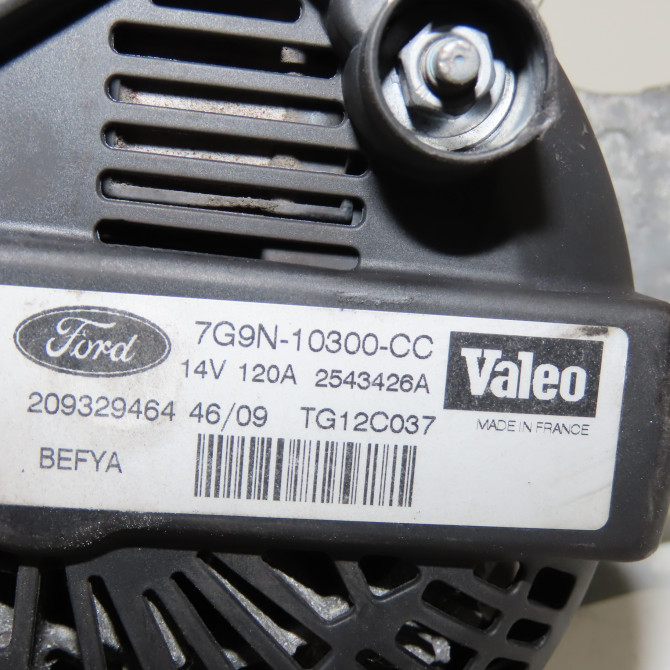 Ford 7G9N-10300-CC
14V 120A 2543426A
209329464 46/09 TG12C037
BEFYA
Valeo
MADE IN FRANCE